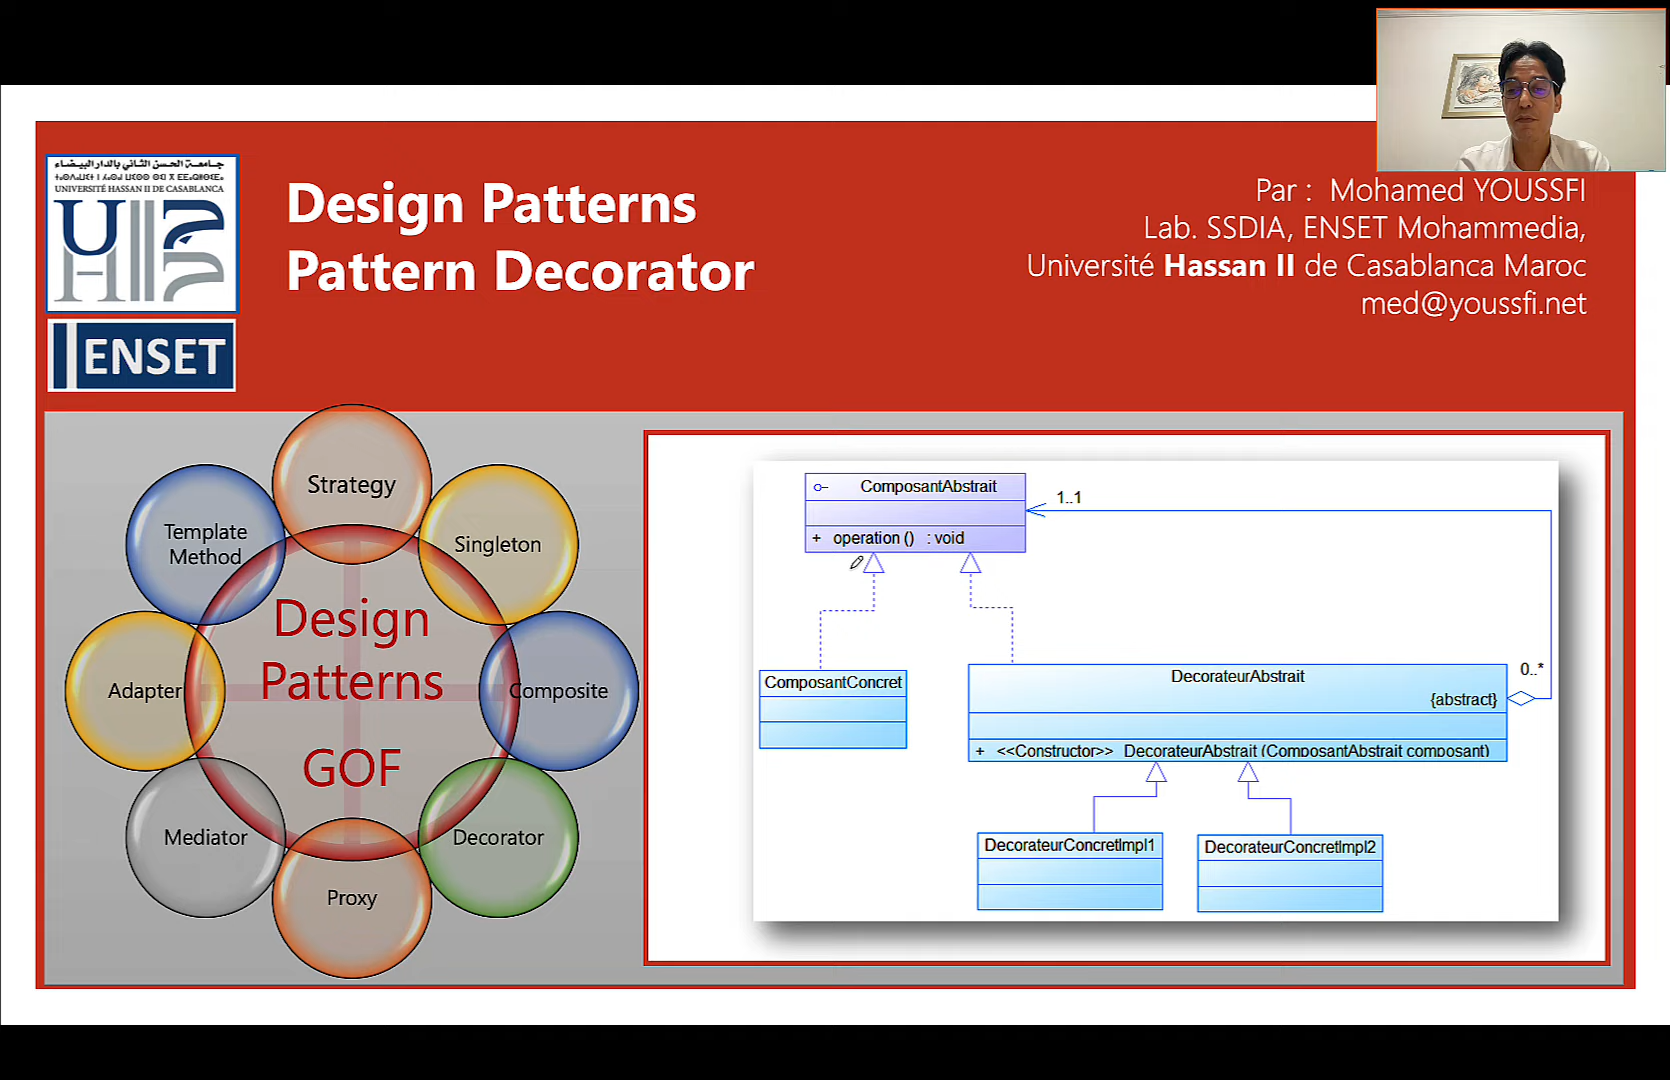 جامعة الحسن الثاني بالدار البيضاء
UNIVERSITÉ HASSAN II DE CASABLANCA
ENSET
Design Patterns
Pattern Decorator
Par : Mohamed YOUSSFI
Lab. SSDIA, ENSET Mohammedia,
Université Hassan II de Casablanca Maroc
med@youssfi.net
Strategy
Singleton
Composite
Decorator
Proxy
Mediator
Adapter
Template
Method
Design
Patterns
GOF
ComposantAbstrait
+ operation () : void
1..1
ComposantConcret
DecorateurAbstrait
{abstract}
0..*
+ <<Constructor>> DecorateurAbstrait (ComposantAbstrait composant)
DecorateurConcretImpl1
DecorateurConcretImpl2